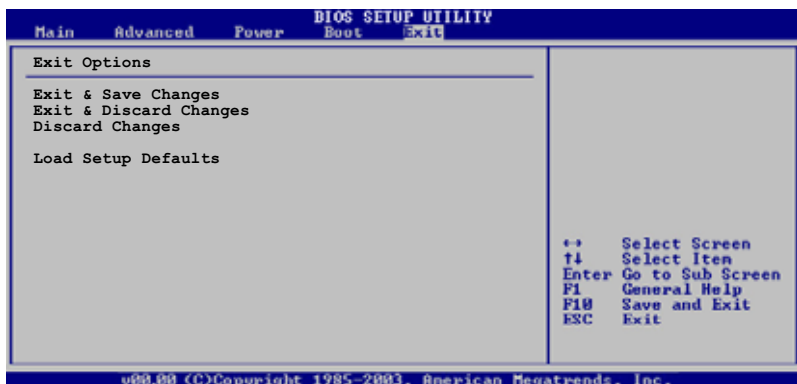 BIOS SETUP UTILITY
Main Advanced Power Boot Exit
Exit Options
Exit & Save Changes
Exit & Discard Changes
Discard Changes
Load Setup Defaults
↔ Select Screen
↑↓ Select Item
Enter Go to Sub Screen
F1 General Help
F10 Save and Exit
ESC Exit
v00.00 (C)Copyright 1985-2003, American Megatrends, Inc.